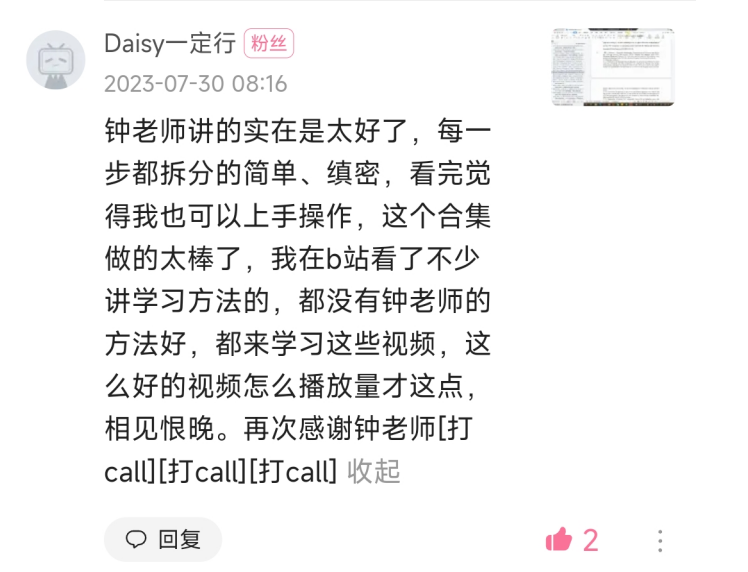 Daisy一定行 粉丝
2023-07-30 08:16
钟老师讲的实在是太好了，每一
步都拆分的简单、缜密，看完觉
得我也可以上手操作，这个合集
做的太棒了，我在b站看了不少
讲学习方法的，都没有钟老师的
方法好，都来学习这些视频，这
么好的视频怎么播放量才这点，
相见恨晚。再次感谢钟老师[打
call][打call][打call] 收起
回复 2